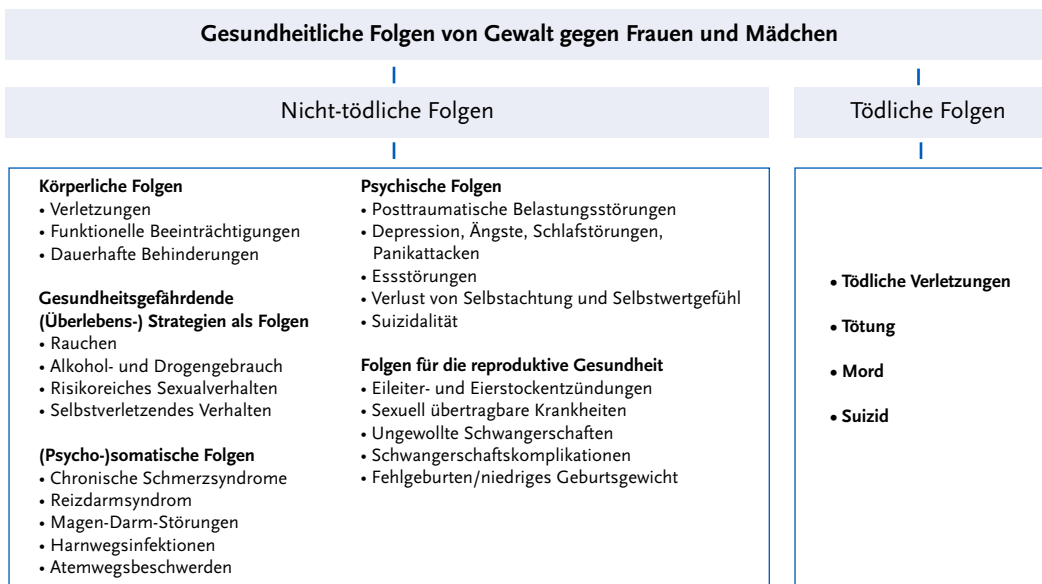 Gesundheitliche Folgen von Gewalt gegen Frauen und Mädchen
Nicht-tödliche Folgen
Körperliche Folgen
• Verletzungen
• Funktionelle Beeinträchtigungen
• Dauerhafte Behinderungen
Gesundheitsgefährdende
(Überlebens-) Strategien als Folgen
• Rauchen
• Alkohol- und Drogengebrauch
• Risikoreiches Sexualverhalten
• Selbstverletzendes Verhalten
(Psycho-)somatische Folgen
• Chronische Schmerzsyndrome
• Reizdarmsyndrom
• Magen-Darm-Störungen
• Harnwegsinfektionen
• Atemwegsbeschwerden
Psychische Folgen
• Posttraumatische Belastungsstörungen
• Depression, Ängste, Schlafstörungen,
Panikattacken
• Essstörungen
• Verlust von Selbstachtung und Selbstwertgefühl
• Suizidalität
Folgen für die reproduktive Gesundheit
• Eileiter- und Eierstockentzündungen
• Sexuell übertragbare Krankheiten
• Ungewollte Schwangerschaften
• Schwangerschaftskomplikationen
• Fehlgeburten/niedriges Geburtsgewicht
Tödliche Folgen
• Tödliche Verletzungen
• Tötung
• Mord
• Suizid